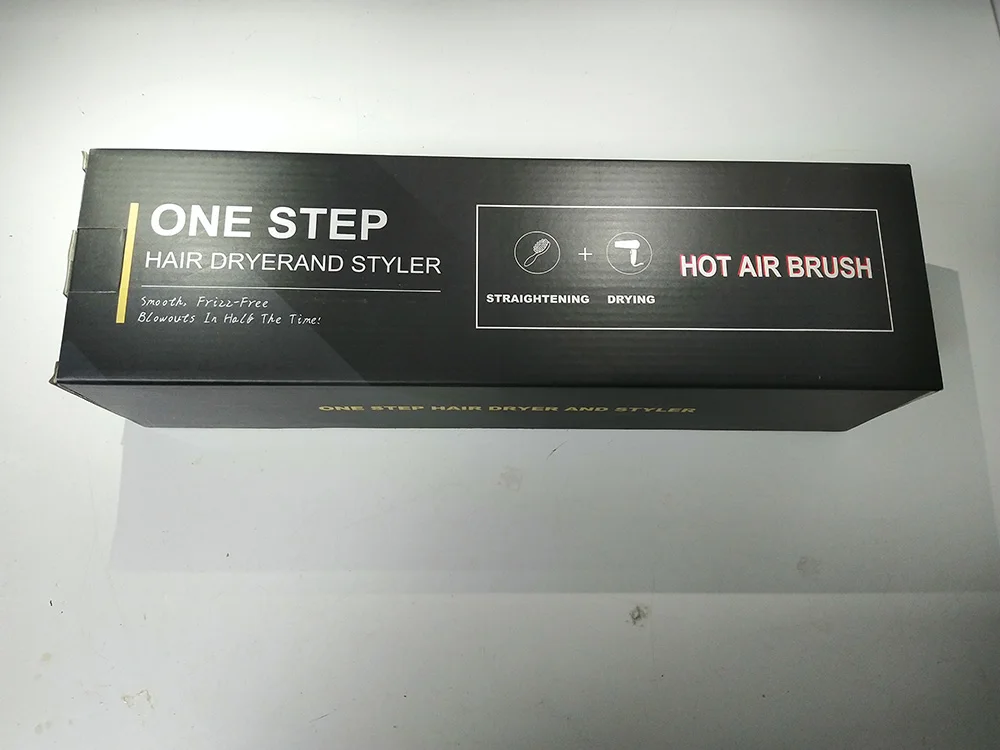 ONE STEP
HAIR DRYERAND STYLER
Smooth, Frizz-Free
Blowouts In Half The Time!
+
STRAIGHTENING DRYING
HOT AIR BRUSH
ONE STEP HAIR DRYER AND STYLER